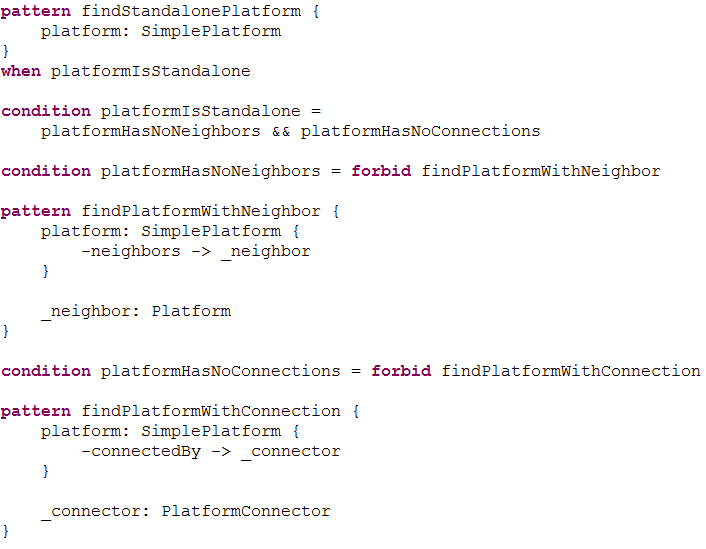 pattern findStandalonePlatform {
    platform: SimplePlatform
}
when platformIsStandalone

condition platformIsStandalone =
    platformHasNoNeighbors && platformHasNoConnections

condition platformHasNoNeighbors = forbid findPlatformWithNeighbor

pattern findPlatformWithNeighbor {
    platform: SimplePlatform {
        -neighbors -> _neighbor
    }

    _neighbor: Platform
}

condition platformHasNoConnections = forbid findPlatformWithConnection

pattern findPlatformWithConnection {
    platform: SimplePlatform {
        -connectedBy -> _connector
    }

    _connector: PlatformConnector
}